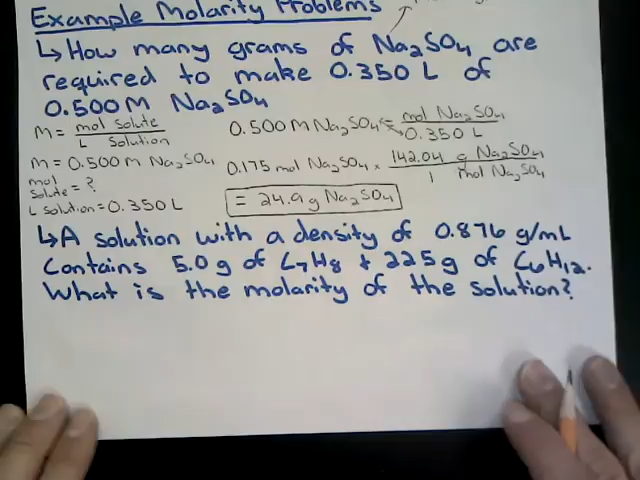 Example Molarity Problems
↳How many grams of Na₂SO₄ are
required to make 0.350 L of
0.500 M Na₂SO₄
M = mol solute / L solution
0.500 M Na₂SO₄ = mol Na₂SO₄ / 0.350 L
M = 0.500 M Na₂SO₄
mol solute = ?
0.175 mol Na₂SO₄ × 142.04 g Na₂SO₄ / 1 mol Na₂SO₄
L solution = 0.350 L
= 24.9 g Na₂SO₄
↳A solution with a density of 0.876 g/mL
Contains 5.0 g of C₇H₈ + 225 g of C₆H₁₂.
What is the molarity of the solution?